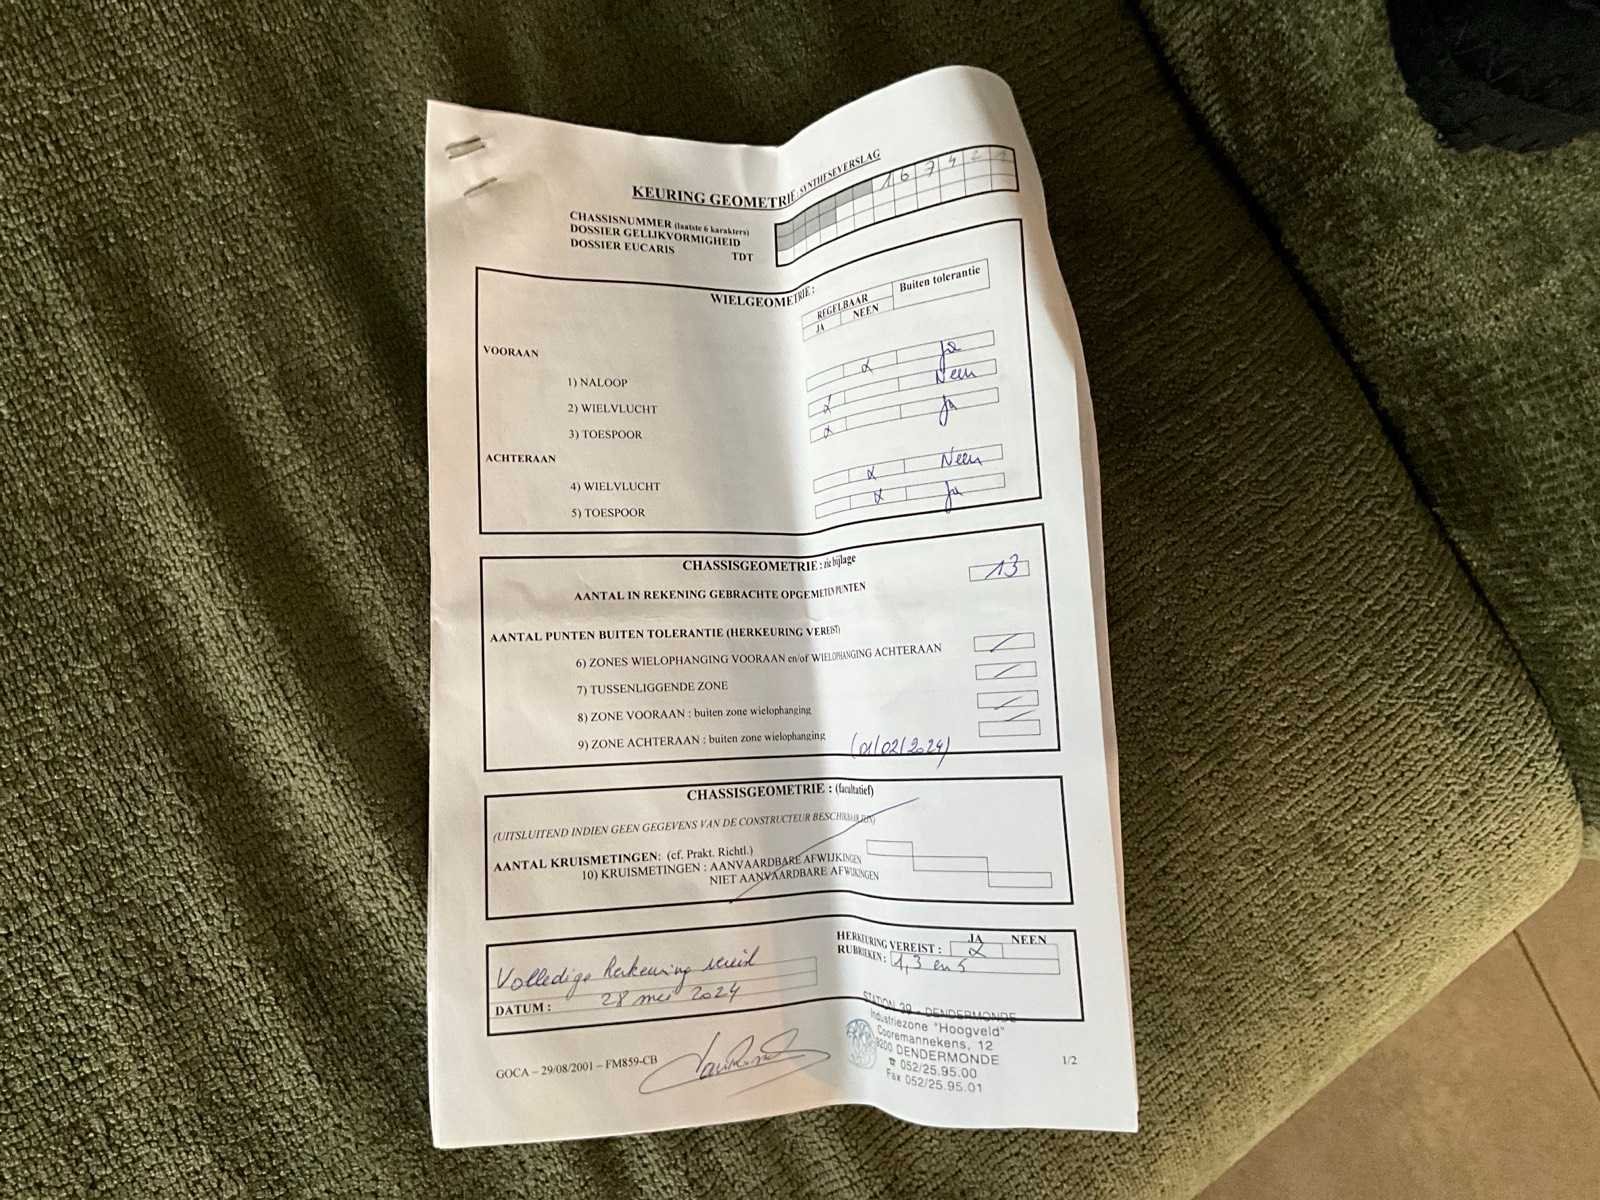 KEURING GEOMETRIE: SYNTHESEVERSLAG
CHASSISNUMMER (laatste 6 karakters) 1 6 7 4 2 1
DOSSIER GELIJKVORMIGHEID
DOSSIER EUCARIS TDT
WIELGEOMETRIE :
REGELBAAR Buiten tolerantie
JA NEEN
VOORAAN
1) NALOOP x ja
2) WIELVLUCHT x Neen
3) TOESPOOR x ja
ACHTERAAN
4) WIELVLUCHT x Neen
5) TOESPOOR x ja
CHASSISGEOMETRIE : zie bijlage
AANTAL IN REKENING GEBRACHTE OPGEMETEN PUNTEN 13
AANTAL PUNTEN BUITEN TOLERANTIE (HERKEURING VEREIST)
6) ZONES WIELOPHANGING VOORAAN en/of WIELOPHANGING ACHTERAAN /
7) TUSSENLIGGENDE ZONE /
8) ZONE VOORAAN : buiten zone wielophanging /
9) ZONE ACHTERAAN : buiten zone wielophanging /
(01/02/2024)
CHASSISGEOMETRIE : (facultatief)
(UITSLUITEND INDIEN GEEN GEGEVENS VAN DE CONSTRUCTEUR BESCHIKBAAR ZIJN)
AANTAL KRUISMETINGEN: (cf. Prakt. Richtl.)
10) KRUISMETINGEN : AANVAARDBARE AFWIJKINGEN
NIET AANVAARDBARE AFWIJKINGEN
HERKEURING VEREIST : JA NEEN
x
RUBRIEKEN : 1, 3 en 5
Volledige herkeuring vereist
DATUM : 28 mei 2024
STATION 39 - DENDERMONDE
Industriezone "Hoogveld"
Cooremannekens, 12
9200 DENDERMONDE
☎ 052/25.95.00
Fax 052/25.95.01
GOCA – 29/08/2001 – FM859-CB
1/2